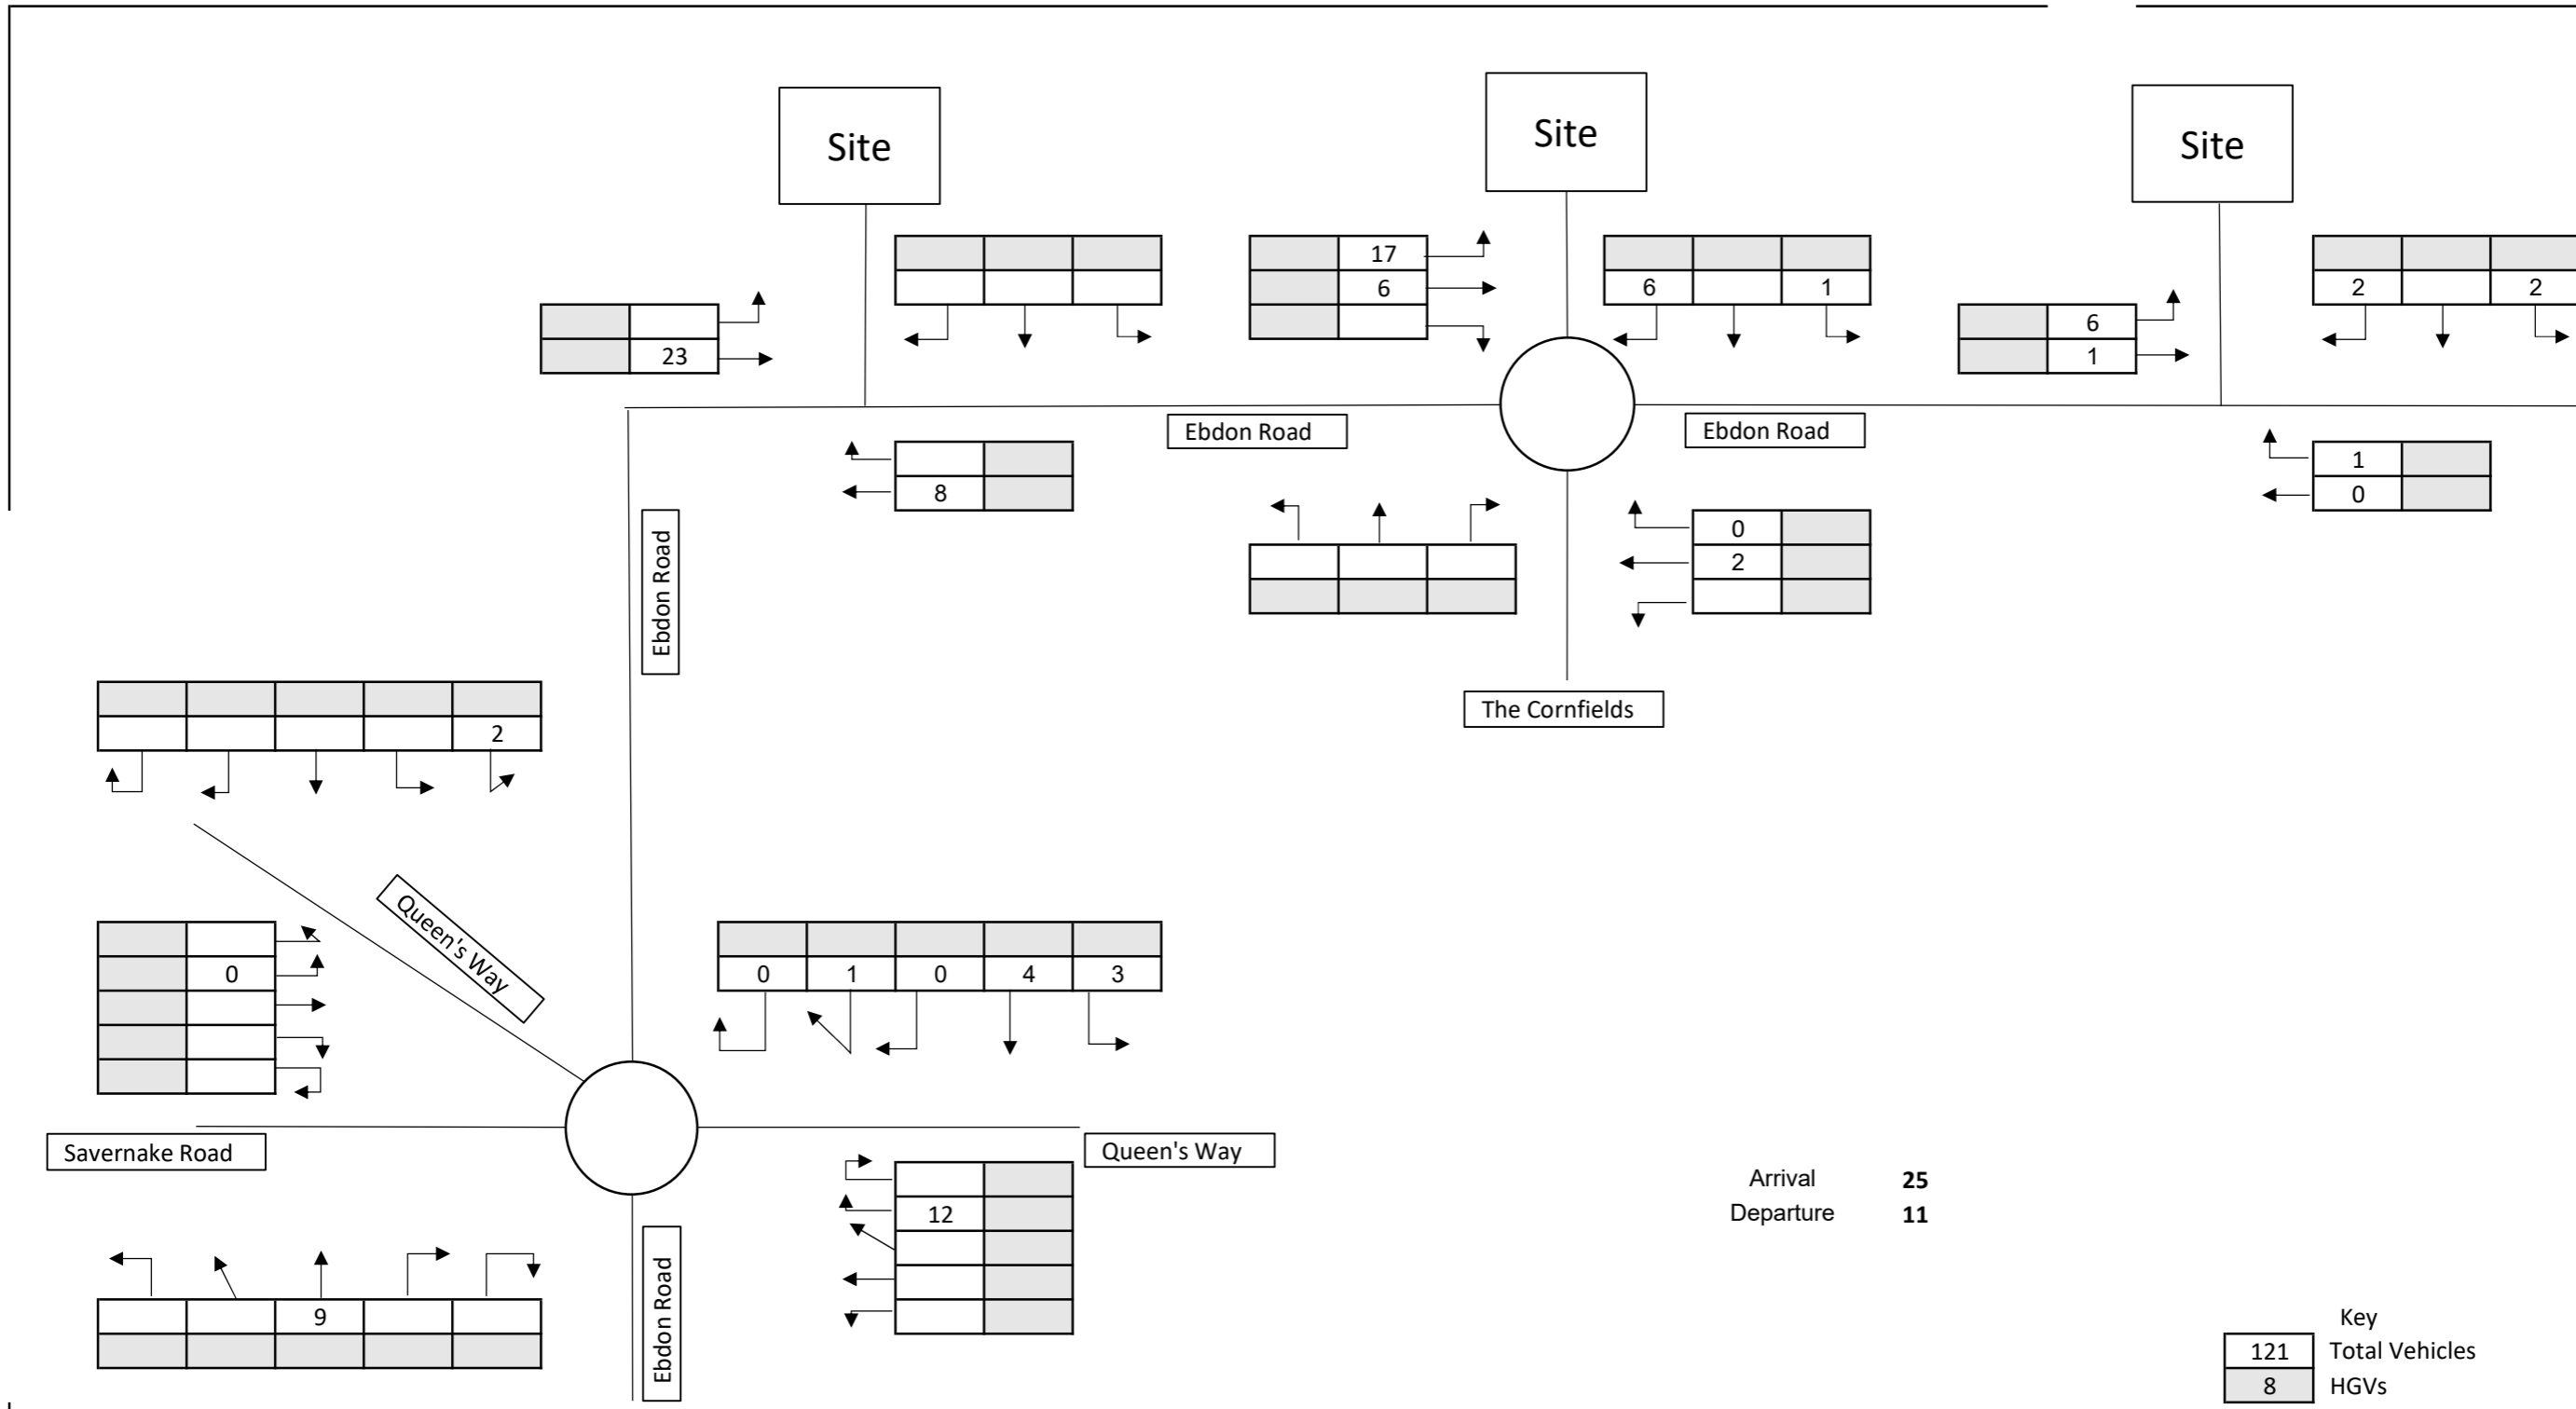 Site
Site
Site
17
6
6 1
2 2
6
1
23
Ebdon Road
Ebdon Road
8
1
0
0
2
Ebdon Road
The Cornfields
2
Queen's Way
0
0 1 0 4 3
Savernake Road
Queen's Way
12
Arrival 25
Departure 11
9
Ebdon Road
Key
121 Total Vehicles
8 HGVs